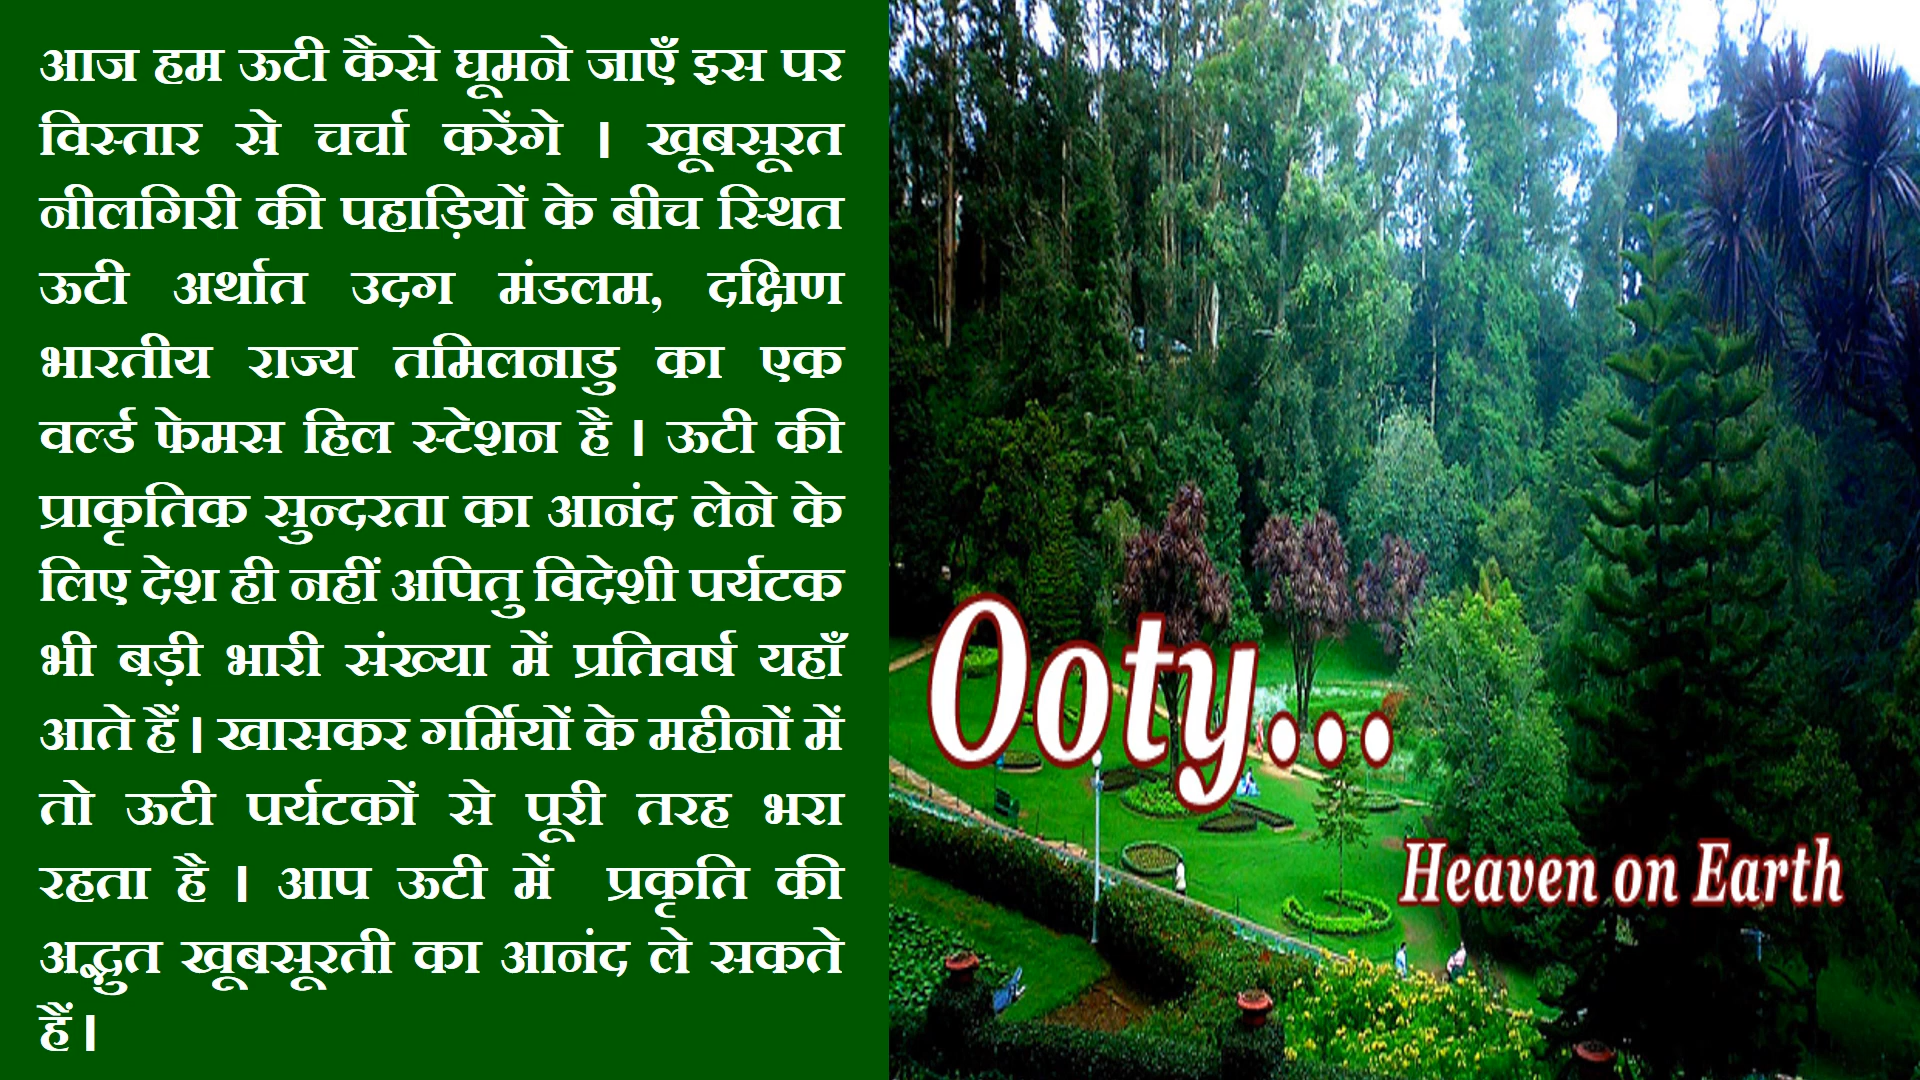 आज हम ऊटी कैसे घूमने जाएँ इस पर
विस्तार से चर्चा करेंगे ।  खूबसूरत
नीलगिरी की पहाड़ियों के बीच स्थित
ऊटी अर्थात उदग मंडलम, दक्षिण
भारतीय राज्य तमिलनाडु का एक
वर्ल्ड फेमस हिल स्टेशन है । ऊटी की
प्राकृतिक सुन्दरता का आनंद लेने के
लिए देश ही नहीं अपितु विदेशी पर्यटक
भी बड़ी भारी संख्या में प्रतिवर्ष यहाँ
आते हैं । खासकर गर्मियों के महीनों में
तो ऊटी पर्यटकों से पूरी तरह भरा
रहता है । आप ऊटी में प्रकृति की
अद्भुत खूबसूरती का आनंद ले सकते
हैं ।
Ooty...
Heaven on Earth